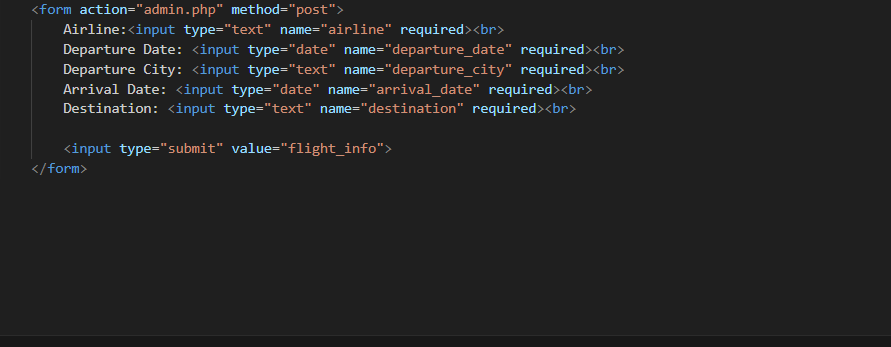 <form action="admin.php" method="post">
Airline:<input type="text" name="airline" required><br>
Departure Date: <input type="date" name="departure_date" required><br>
Departure City: <input type="text" name="departure_city" required><br>
Arrival Date: <input type="date" name="arrival_date" required><br>
Destination: <input type="text" name="destination" required><br>
<input type="submit" value="flight_info">
</form>